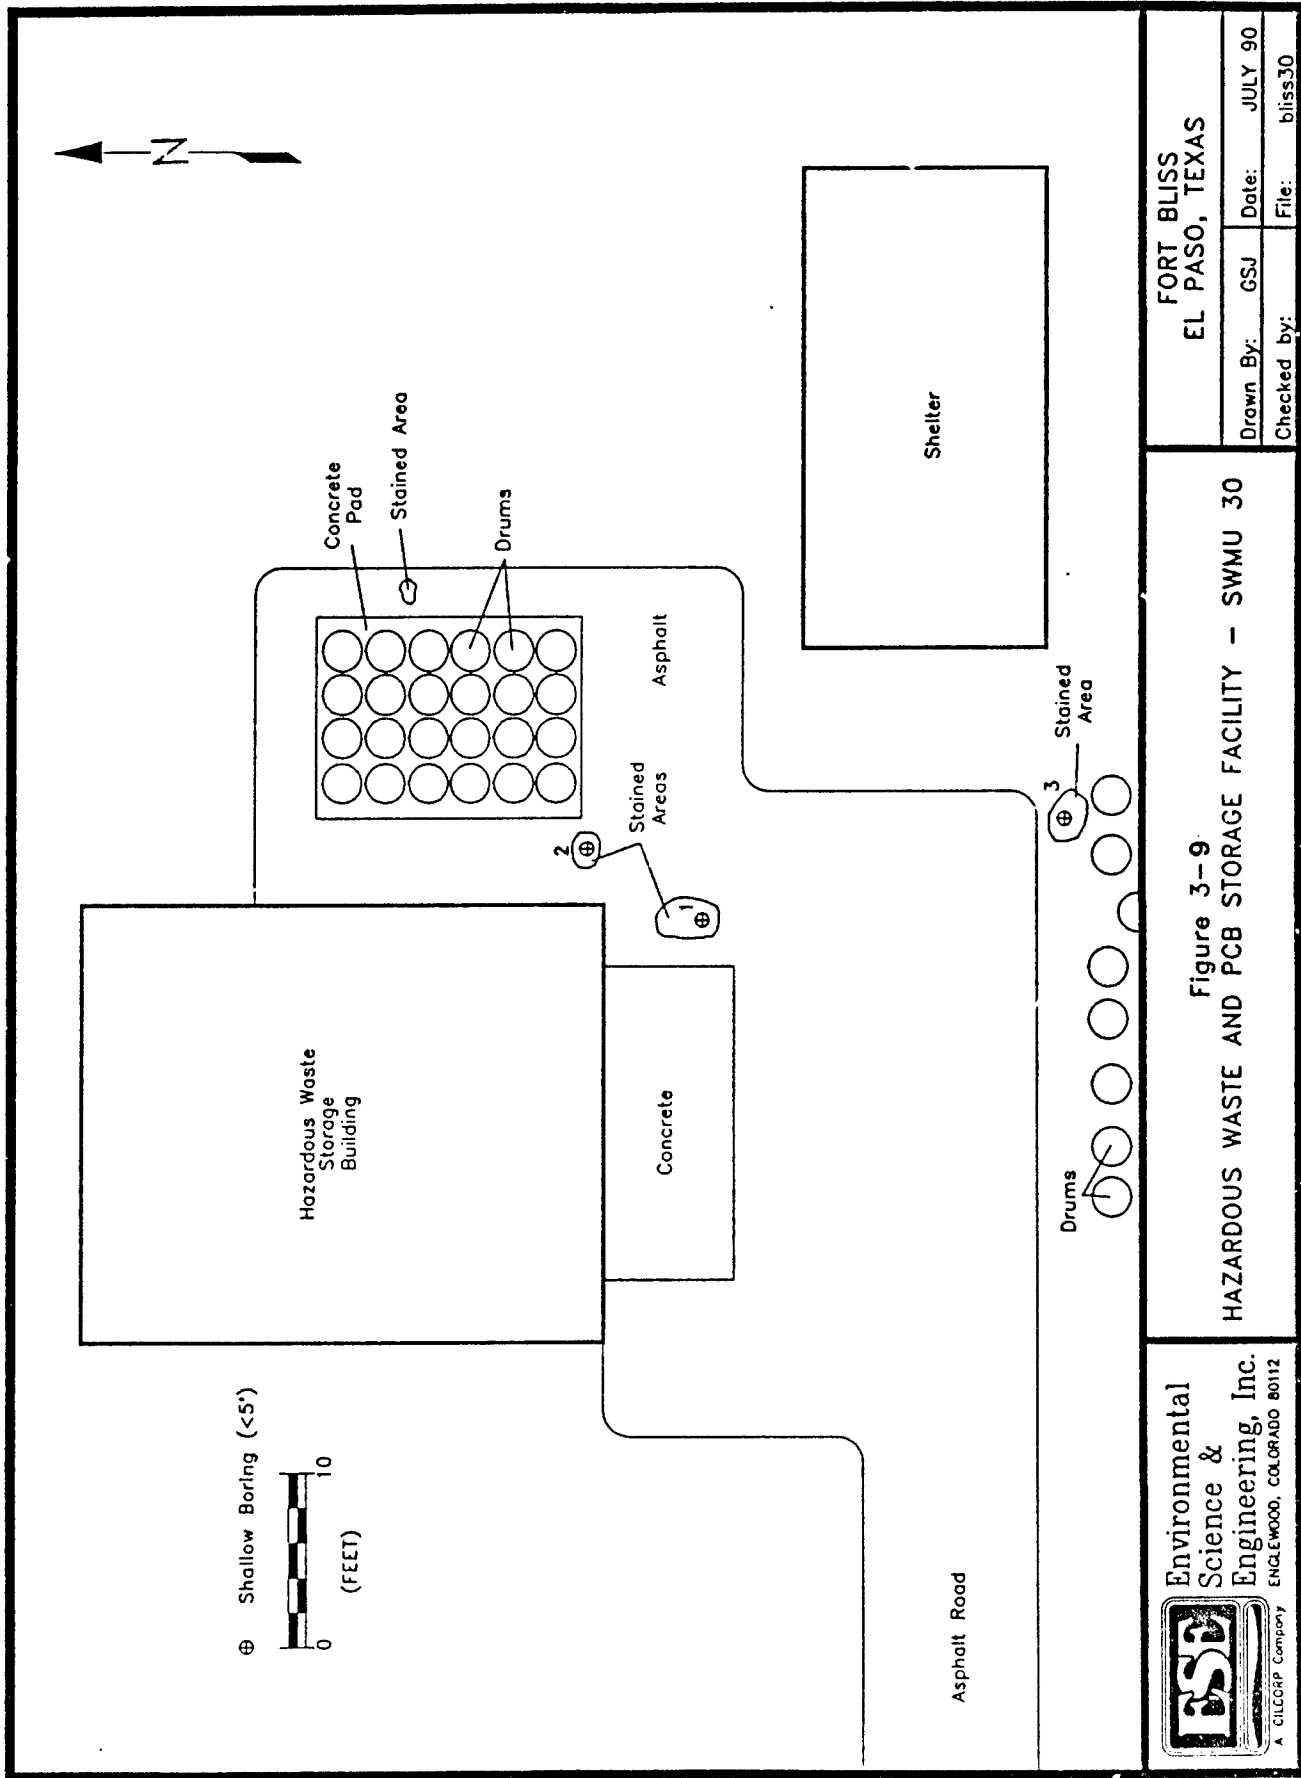 N
⊕ Shallow Boring (<5')
0
10
(FEET)
Hazardous Waste
Storage
Building
Concrete
Pad
Stained Area
Drums
Asphalt
Stained
Areas
2
1
Concrete
Shelter
Stained
Area
3
Drums
Asphalt Road
ESE
Environmental
Science &
Engineering, Inc.
A CILCORP Company
ENGLEWOOD, COLORADO 80112
Figure 3-9
HAZARDOUS WASTE AND PCB STORAGE FACILITY – SWMU 30
FORT BLISS
EL PASO, TEXAS
Drawn By: GSJ
Date: JULY 90
Checked by:
File: bliss30